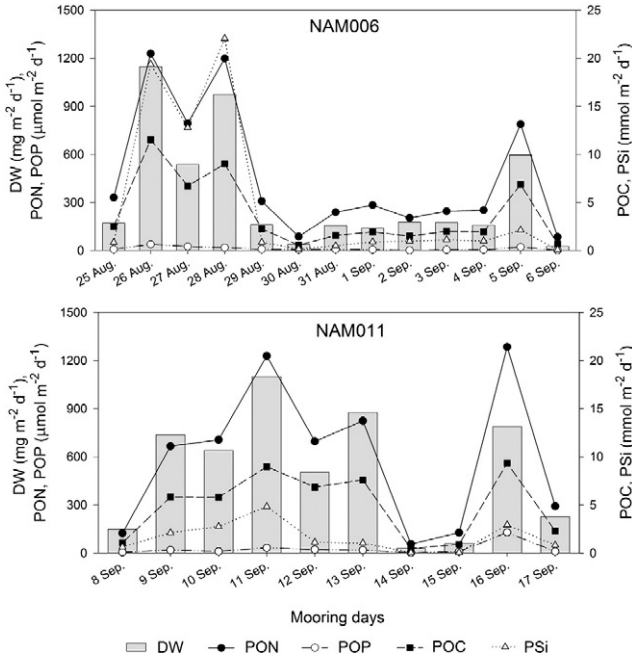 NAM006
DW (mg m⁻² d⁻¹),
PON, POP (μmol m⁻² d⁻¹)
1500
1200
900
600
300
0
25
20
15
10
5
0
POC, PSi (mmol m⁻² d⁻¹)
25 Aug.
26 Aug.
27 Aug.
28 Aug.
29 Aug.
30 Aug.
31 Aug.
1 Sep.
2 Sep.
3 Sep.
4 Sep.
5 Sep.
6 Sep.
NAM011
DW (mg m⁻² d⁻¹),
PON, POP (μmol m⁻² d⁻¹)
1500
1200
900
600
300
0
25
20
15
10
5
0
POC, PSi (mmol m⁻² d⁻¹)
8 Sep.
9 Sep.
10 Sep.
11 Sep.
12 Sep.
13 Sep.
14 Sep.
15 Sep.
16 Sep.
17 Sep.
Mooring days
DW PON POP POC PSi